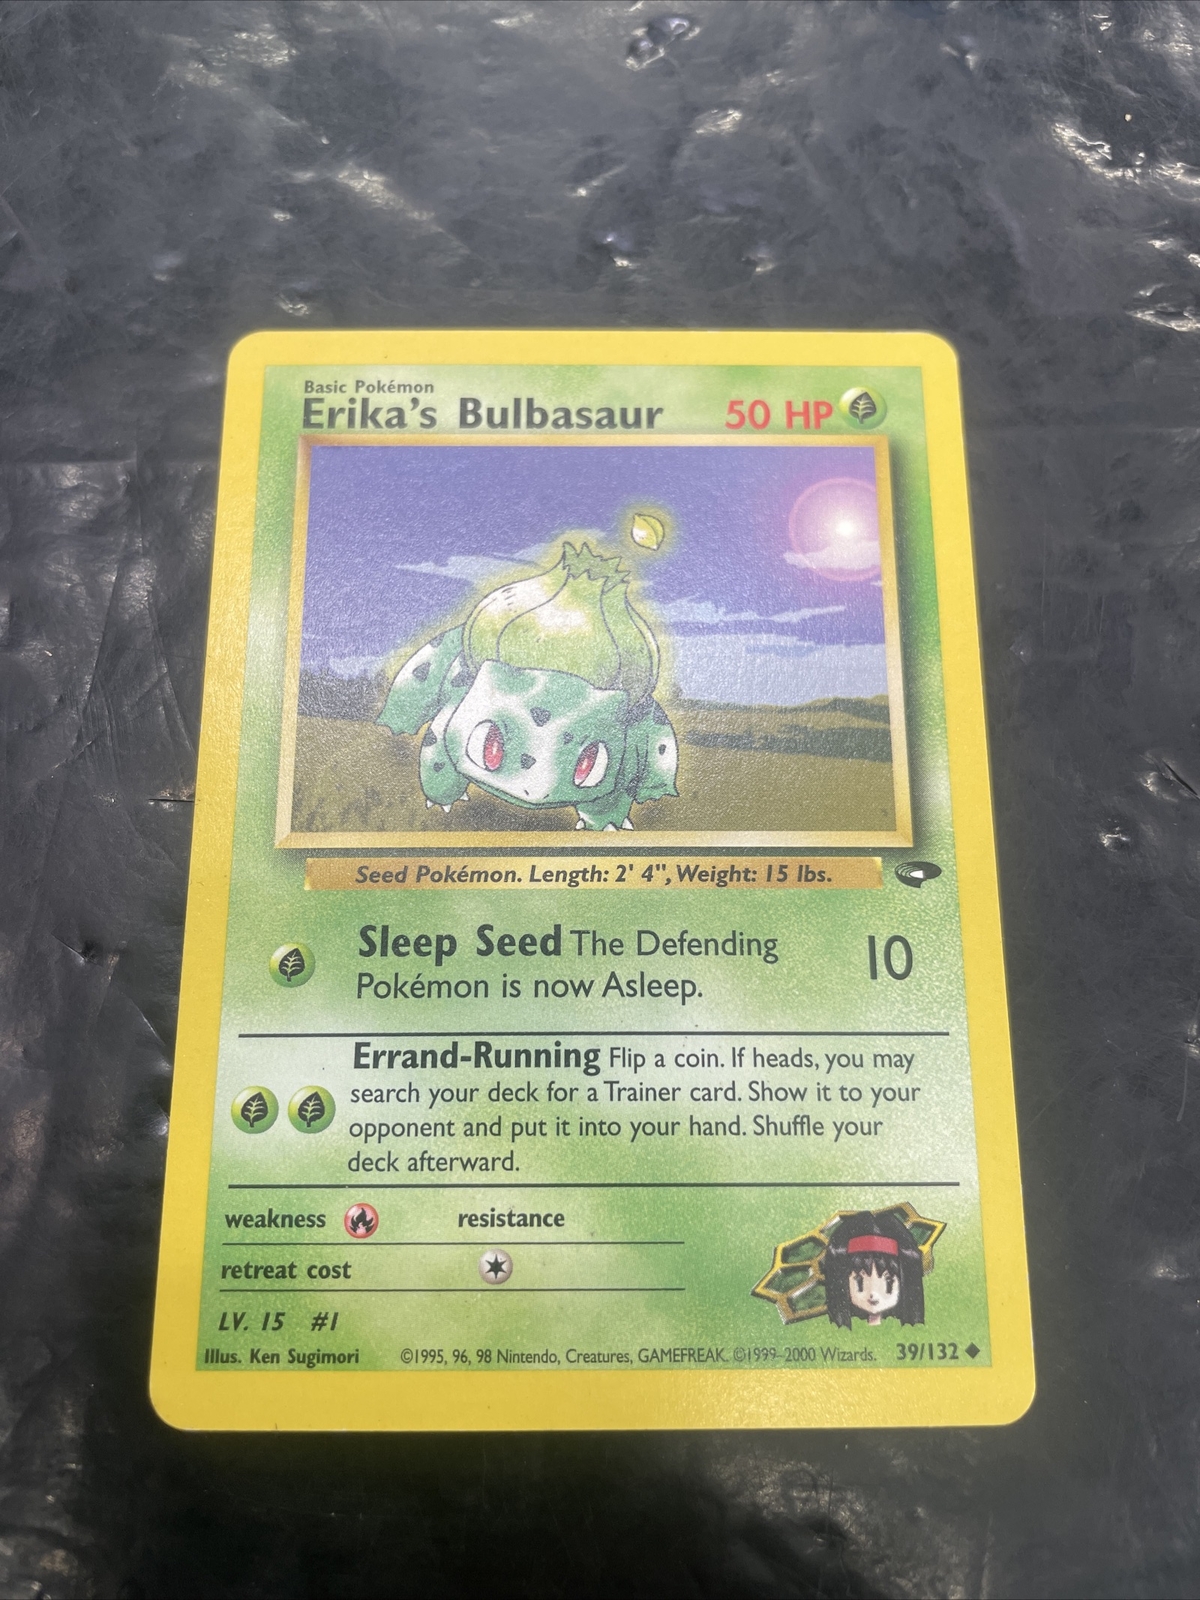 Basic Pokémon
Erika's Bulbasaur 50 HP
Seed Pokémon. Length: 2' 4", Weight: 15 lbs.
Sleep Seed The Defending
Pokémon is now Asleep.
10
Errand-Running Flip a coin. If heads, you may
search your deck for a Trainer card. Show it to your
opponent and put it into your hand. Shuffle your
deck afterward.
weakness resistance
retreat cost
LV. 15 #1
Illus. Ken Sugimori ©1995, 96, 98 Nintendo, Creatures, GAMEFREAK. ©1999-2000 Wizards. 39/132 ◆